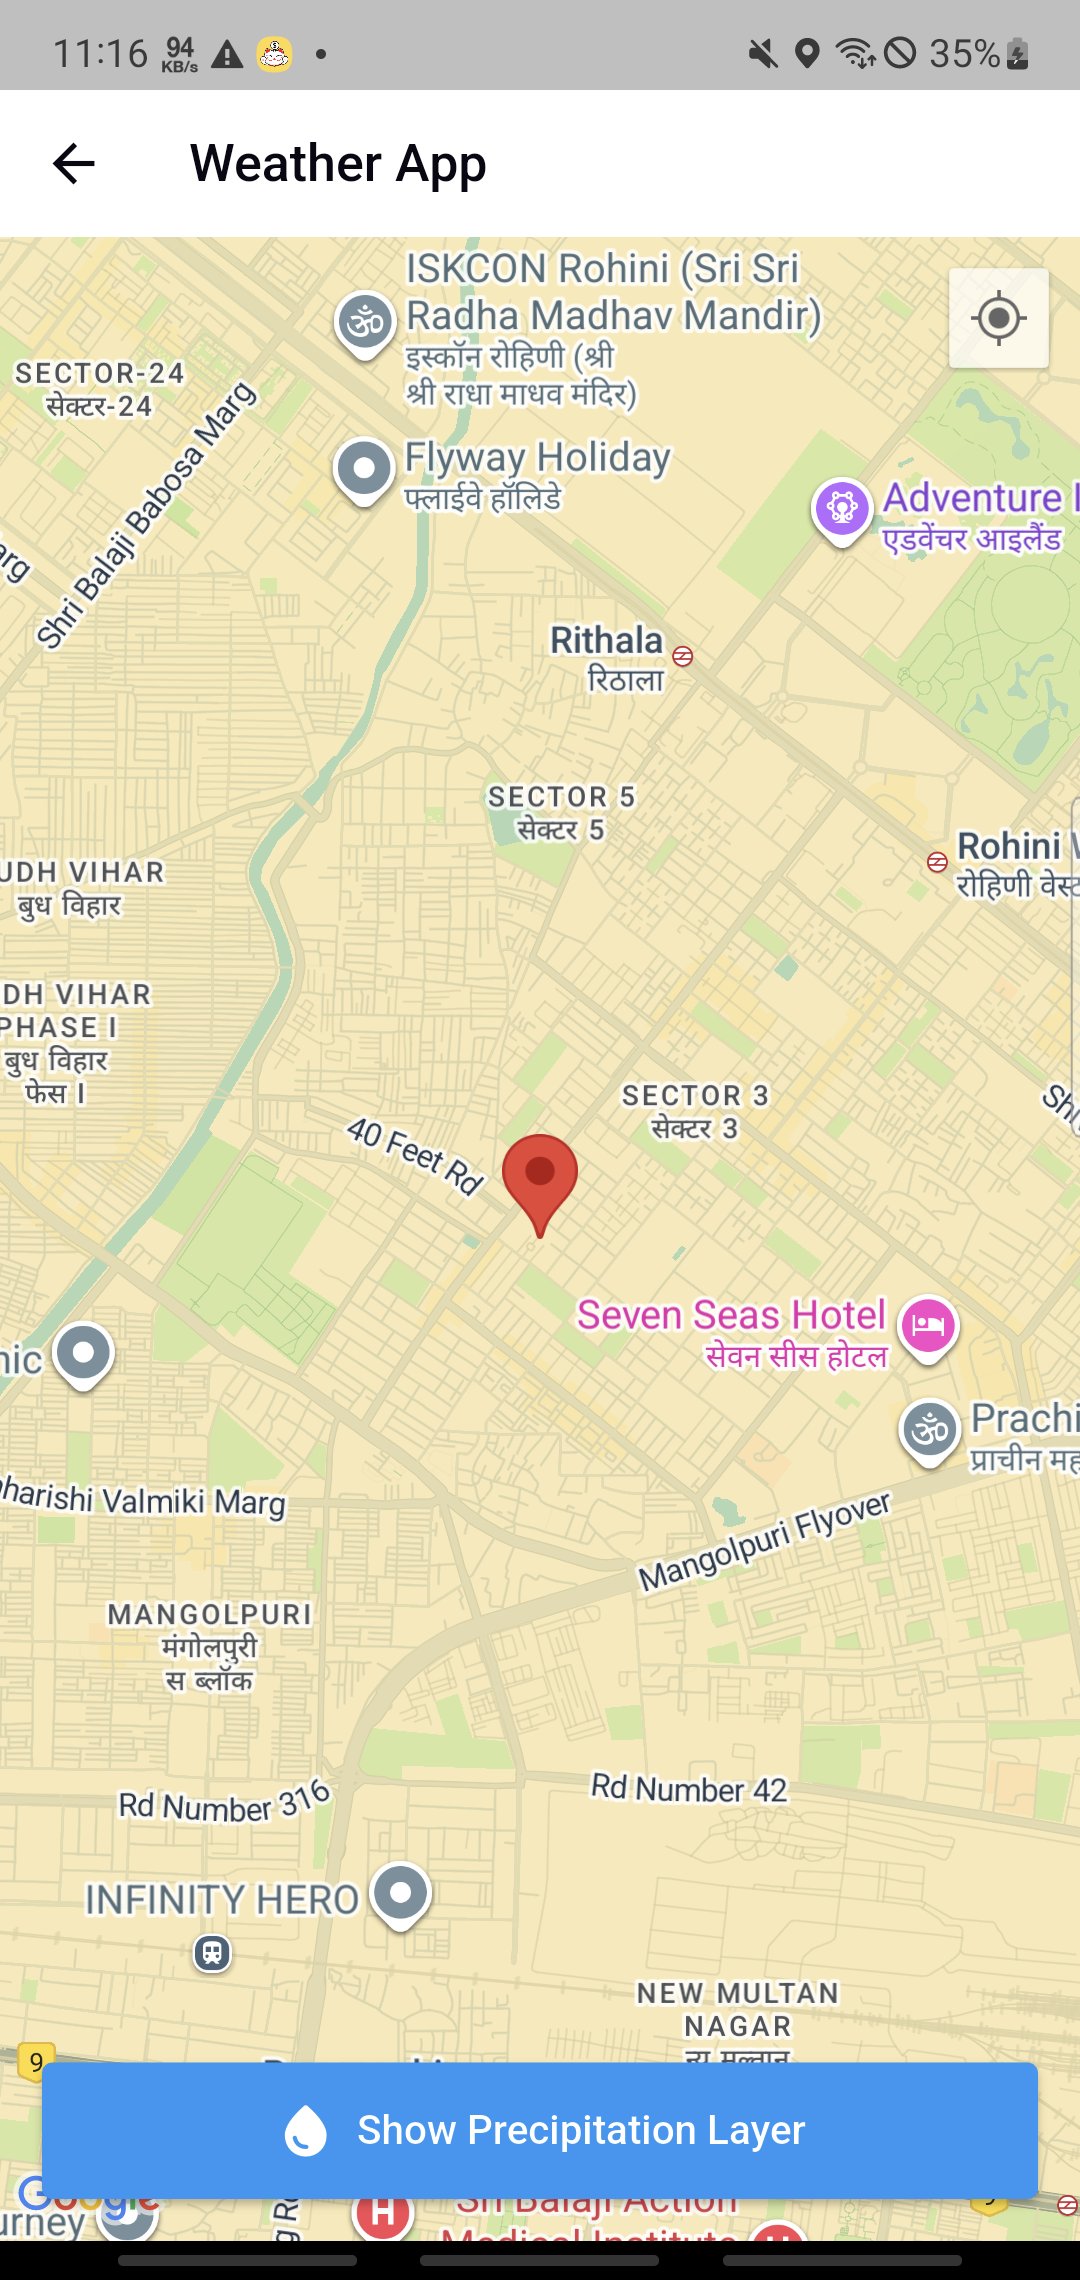 11:16 94 KB/s 35%
Weather App
ISKCON Rohini (Sri Sri
Radha Madhav Mandir)
इस्कॉन रोहिणी (श्री
श्री राधा माधव मंदिर)
SECTOR-24
सेक्टर-24
Shri Balaji Babosa Marg
arg
Flyway Holiday
फ्लाईवे हॉलिडे
Adventure I
एडवेंचर आइलैंड
Rithala
रिठाला
SECTOR 5
सेक्टर 5
Rohini
रोहिणी वेस्ट
UDH VIHAR
बुध विहार
DH VIHAR
PHASE I
बुध विहार
फेस I
SECTOR 3
सेक्टर 3
Sh
40 Feet Rd
Seven Seas Hotel
सेवन सीस होटल
nic
Prachi
प्राचीन मह
harishi Valmiki Marg
Mangolpuri Flyover
MANGOLPURI
मंगोलपुरी
स ब्लॉक
Rd Number 316
Rd Number 42
INFINITY HERO
NEW MULTAN
NAGAR
न्यू मुल्तान
9
Show Precipitation Layer
Google
urney
Sri Balaji Action
Medical Institute